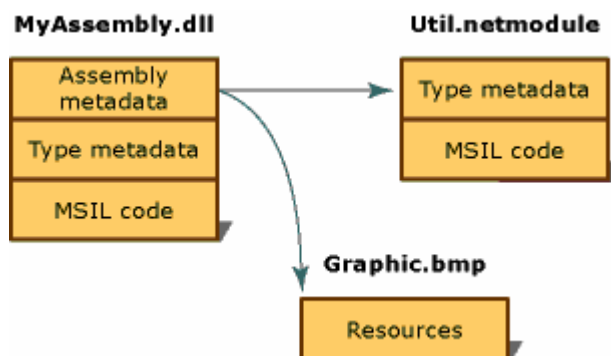 MyAssembly.dll
Assembly
metadata
Type metadata
MSIL code
Util.netmodule
Type metadata
MSIL code
Graphic.bmp
Resources